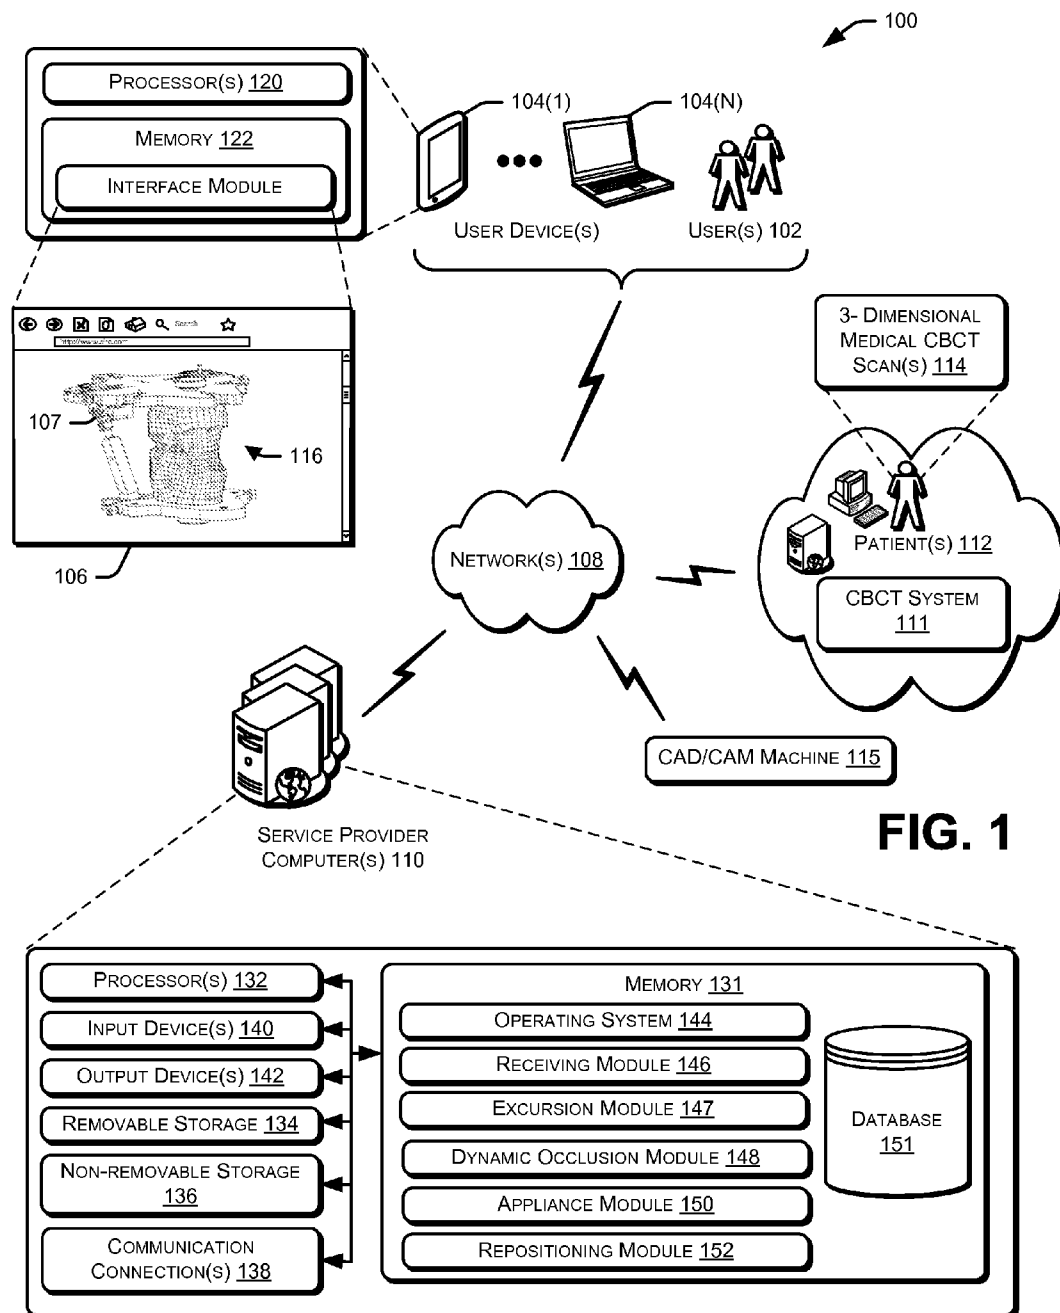 100
PROCESSOR(S) 120
MEMORY 122
INTERFACE MODULE
104(1)
104(N)
USER DEVICE(S)
USER(S) 102
Search
107
116
106
3- DIMENSIONAL
MEDICAL CBCT
SCAN(S) 114
PATIENT(S) 112
CBCT SYSTEM
111
NETWORK(S) 108
CAD/CAM MACHINE 115
SERVICE PROVIDER
COMPUTER(S) 110
FIG. 1
PROCESSOR(S) 132
INPUT DEVICE(S) 140
OUTPUT DEVICE(S) 142
REMOVABLE STORAGE 134
NON-REMOVABLE STORAGE
136
COMMUNICATION
CONNECTION(S) 138
MEMORY 131
OPERATING SYSTEM 144
RECEIVING MODULE 146
EXCURSION MODULE 147
DYNAMIC OCCLUSION MODULE 148
APPLIANCE MODULE 150
REPOSITIONING MODULE 152
DATABASE
151